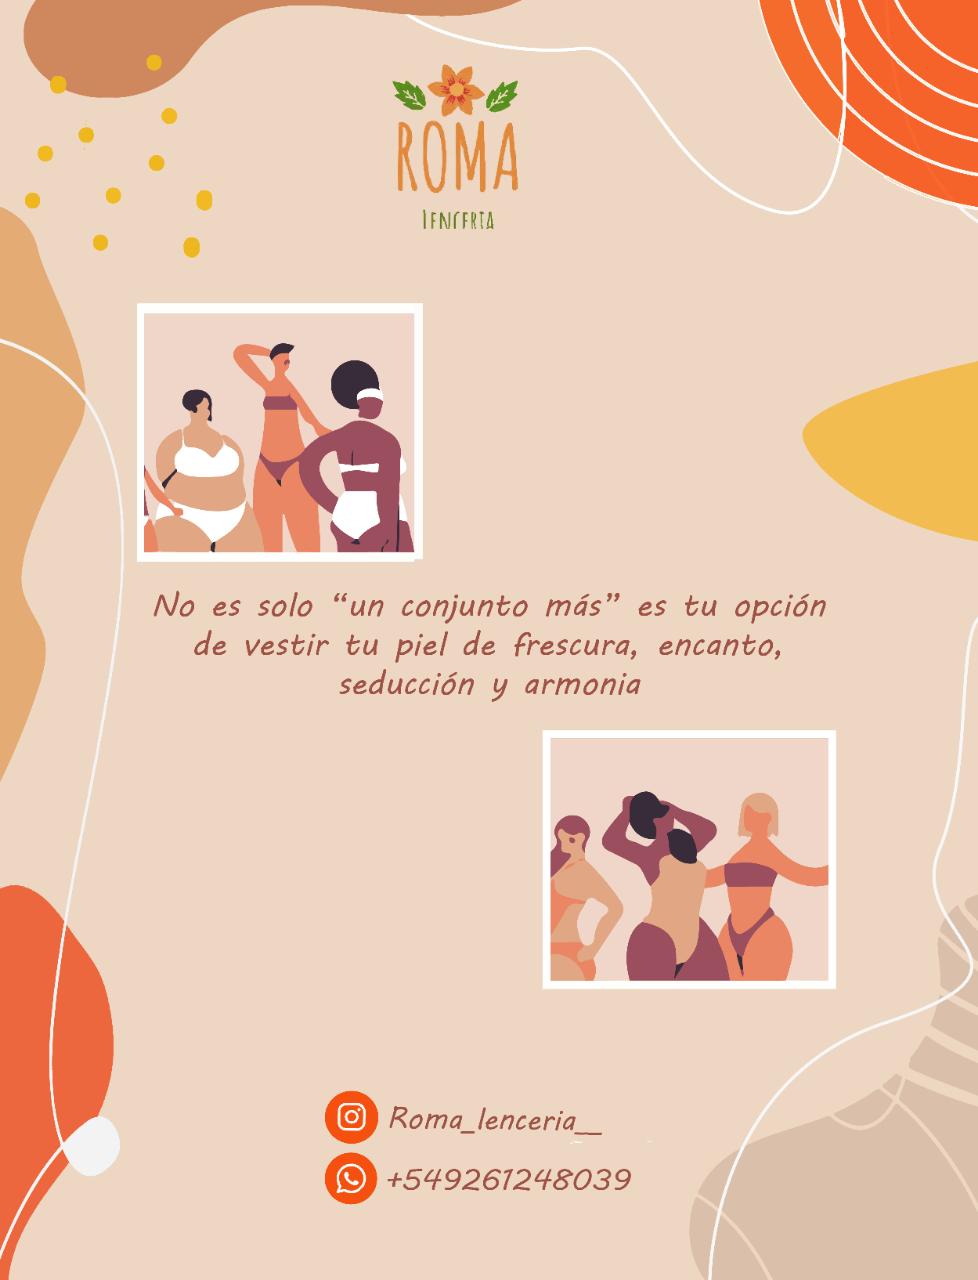 ROMA
lencería
No es solo “un conjunto más” es tu opción
de vestir tu piel de frescura, encanto,
seducción y armonia
Roma_lenceria__
+549261248039